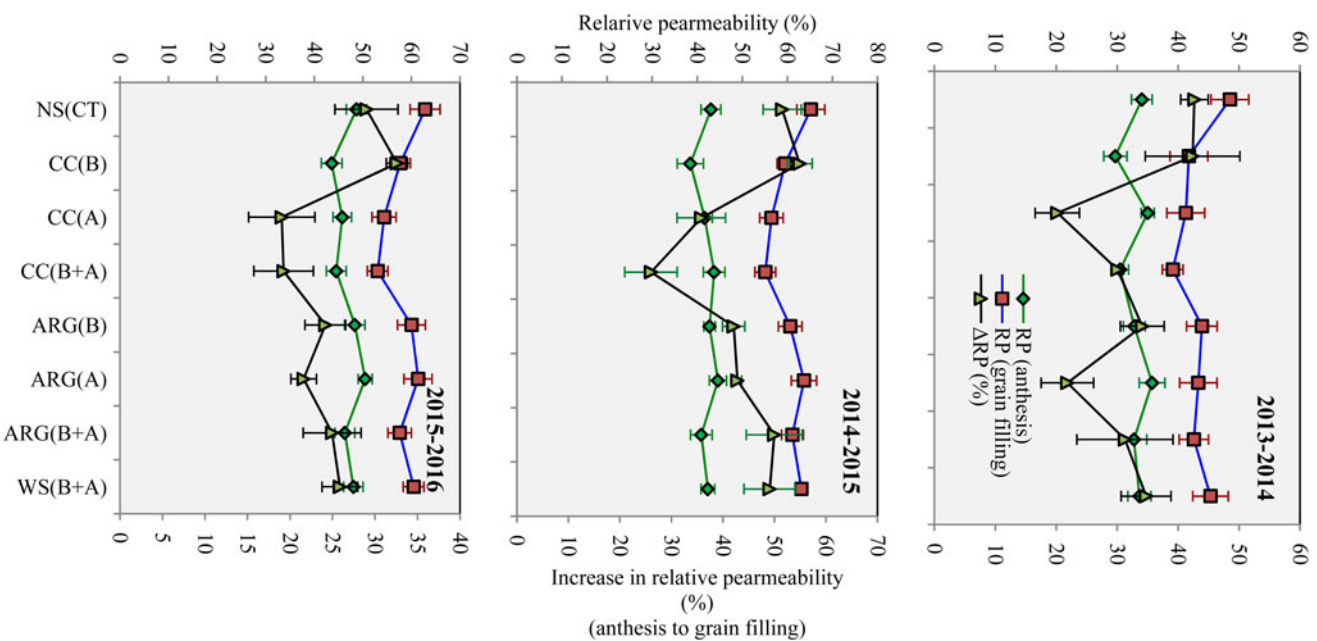 Relarive pearmeability (%)
0 10 20 30 40 50 60 70
0 10 20 30 40 50 60 70 80
0 10 20 30 40 50 60
NS(CT)
CC(B)
CC(A)
CC(B+A)
ARG(B)
ARG(A)
ARG(B+A)
WS(B+A)
2015-2016
2014-2015
2013-2014
RP (anthesis)
RP (grain filling)
ΔRP (%)
0 5 10 15 20 25 30 35 40
0 10 20 30 40 50 60 70
0 10 20 30 40 50 60
Increase in relative pearmeability
(%)
(anthesis to grain filling)